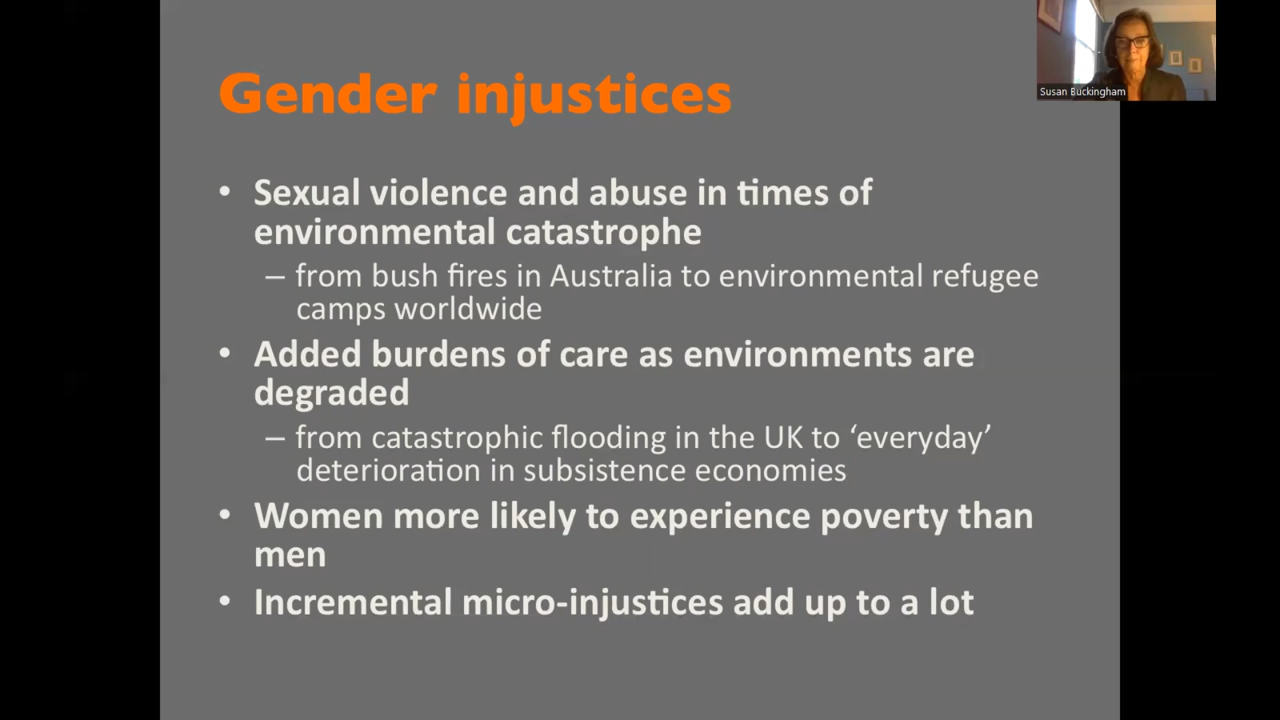 Gender injustices
Susan Buckingham
• Sexual violence and abuse in times of
environmental catastrophe
– from bush fires in Australia to environmental refugee
camps worldwide
• Added burdens of care as environments are
degraded
– from catastrophic flooding in the UK to ‘everyday’
deterioration in subsistence economies
• Women more likely to experience poverty than
men
• Incremental micro-injustices add up to a lot